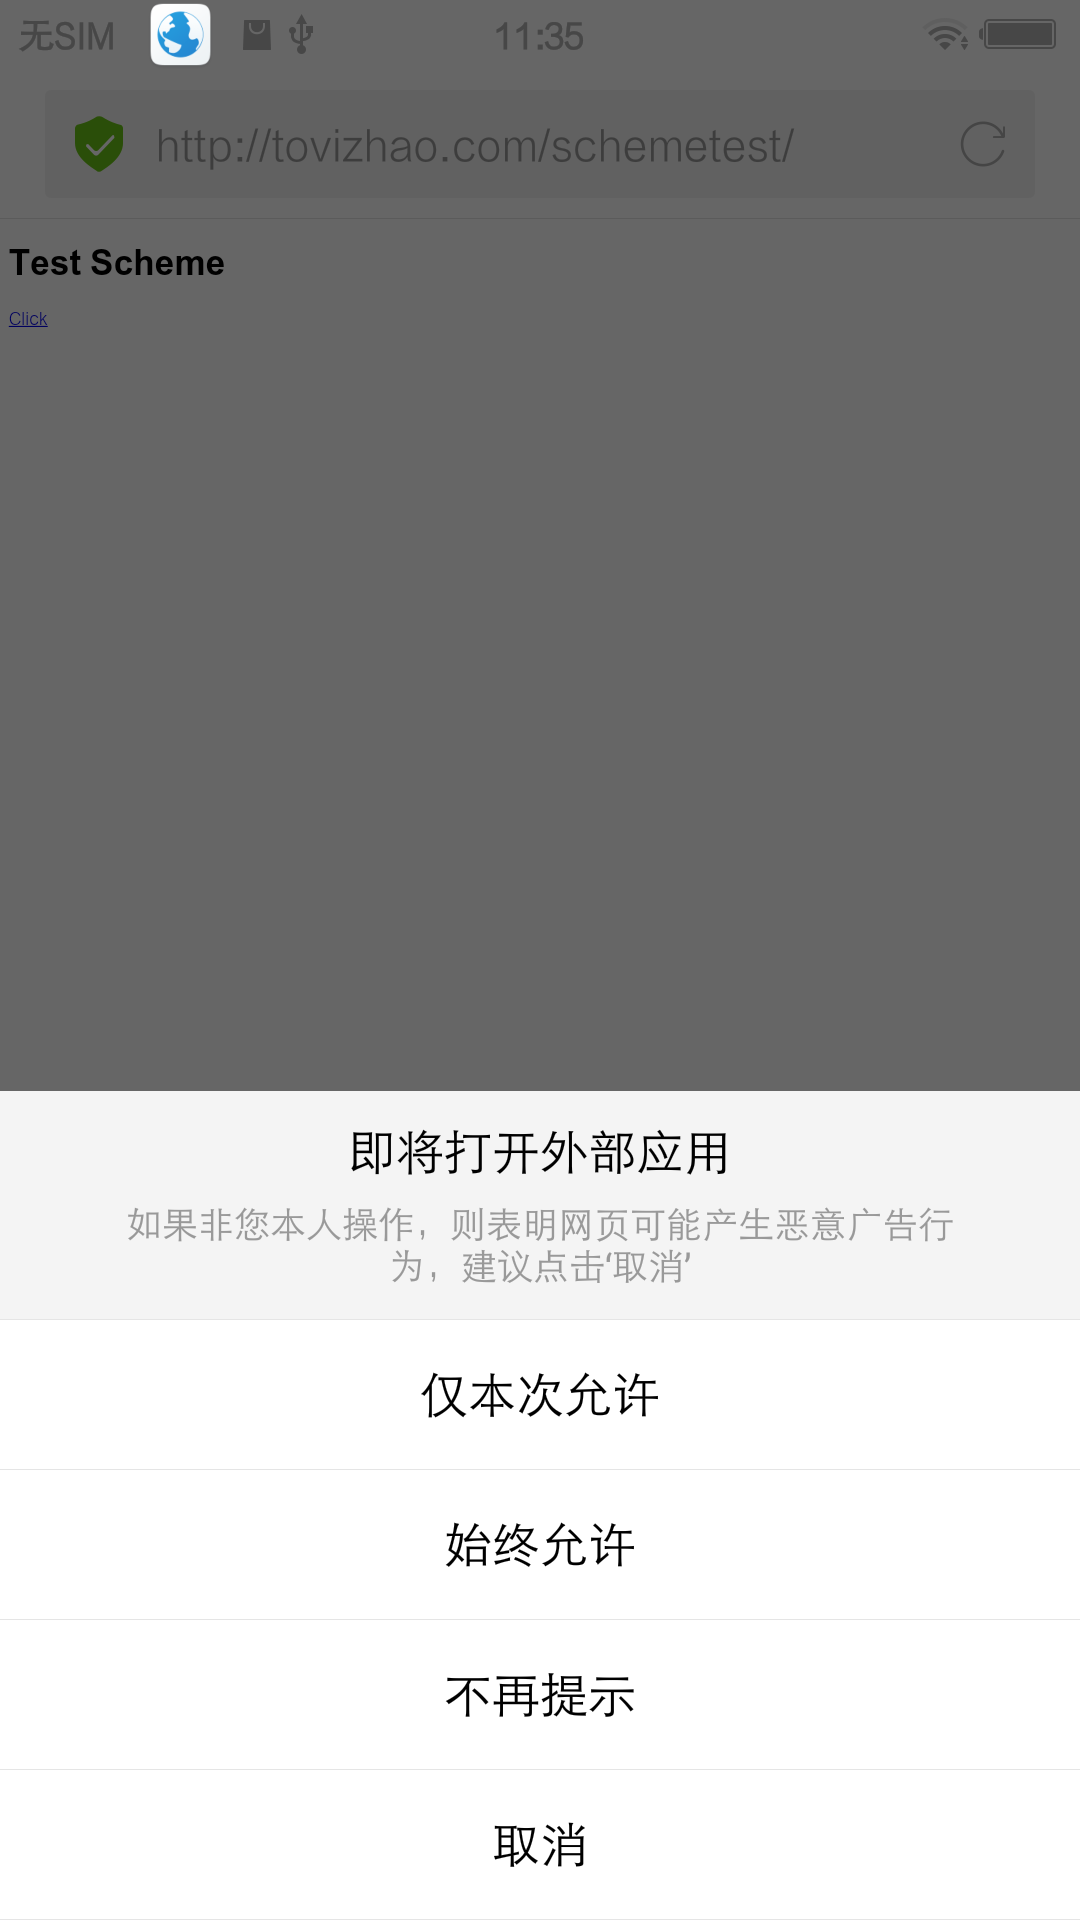 无SIM 11:35
http://tovizhao.com/schemetest/
Test Scheme
Click
即将打开外部应用
如果非您本人操作，则表明网页可能产生恶意广告行
为，建议点击‘取消’
仅本次允许
始终允许
不再提示
取消